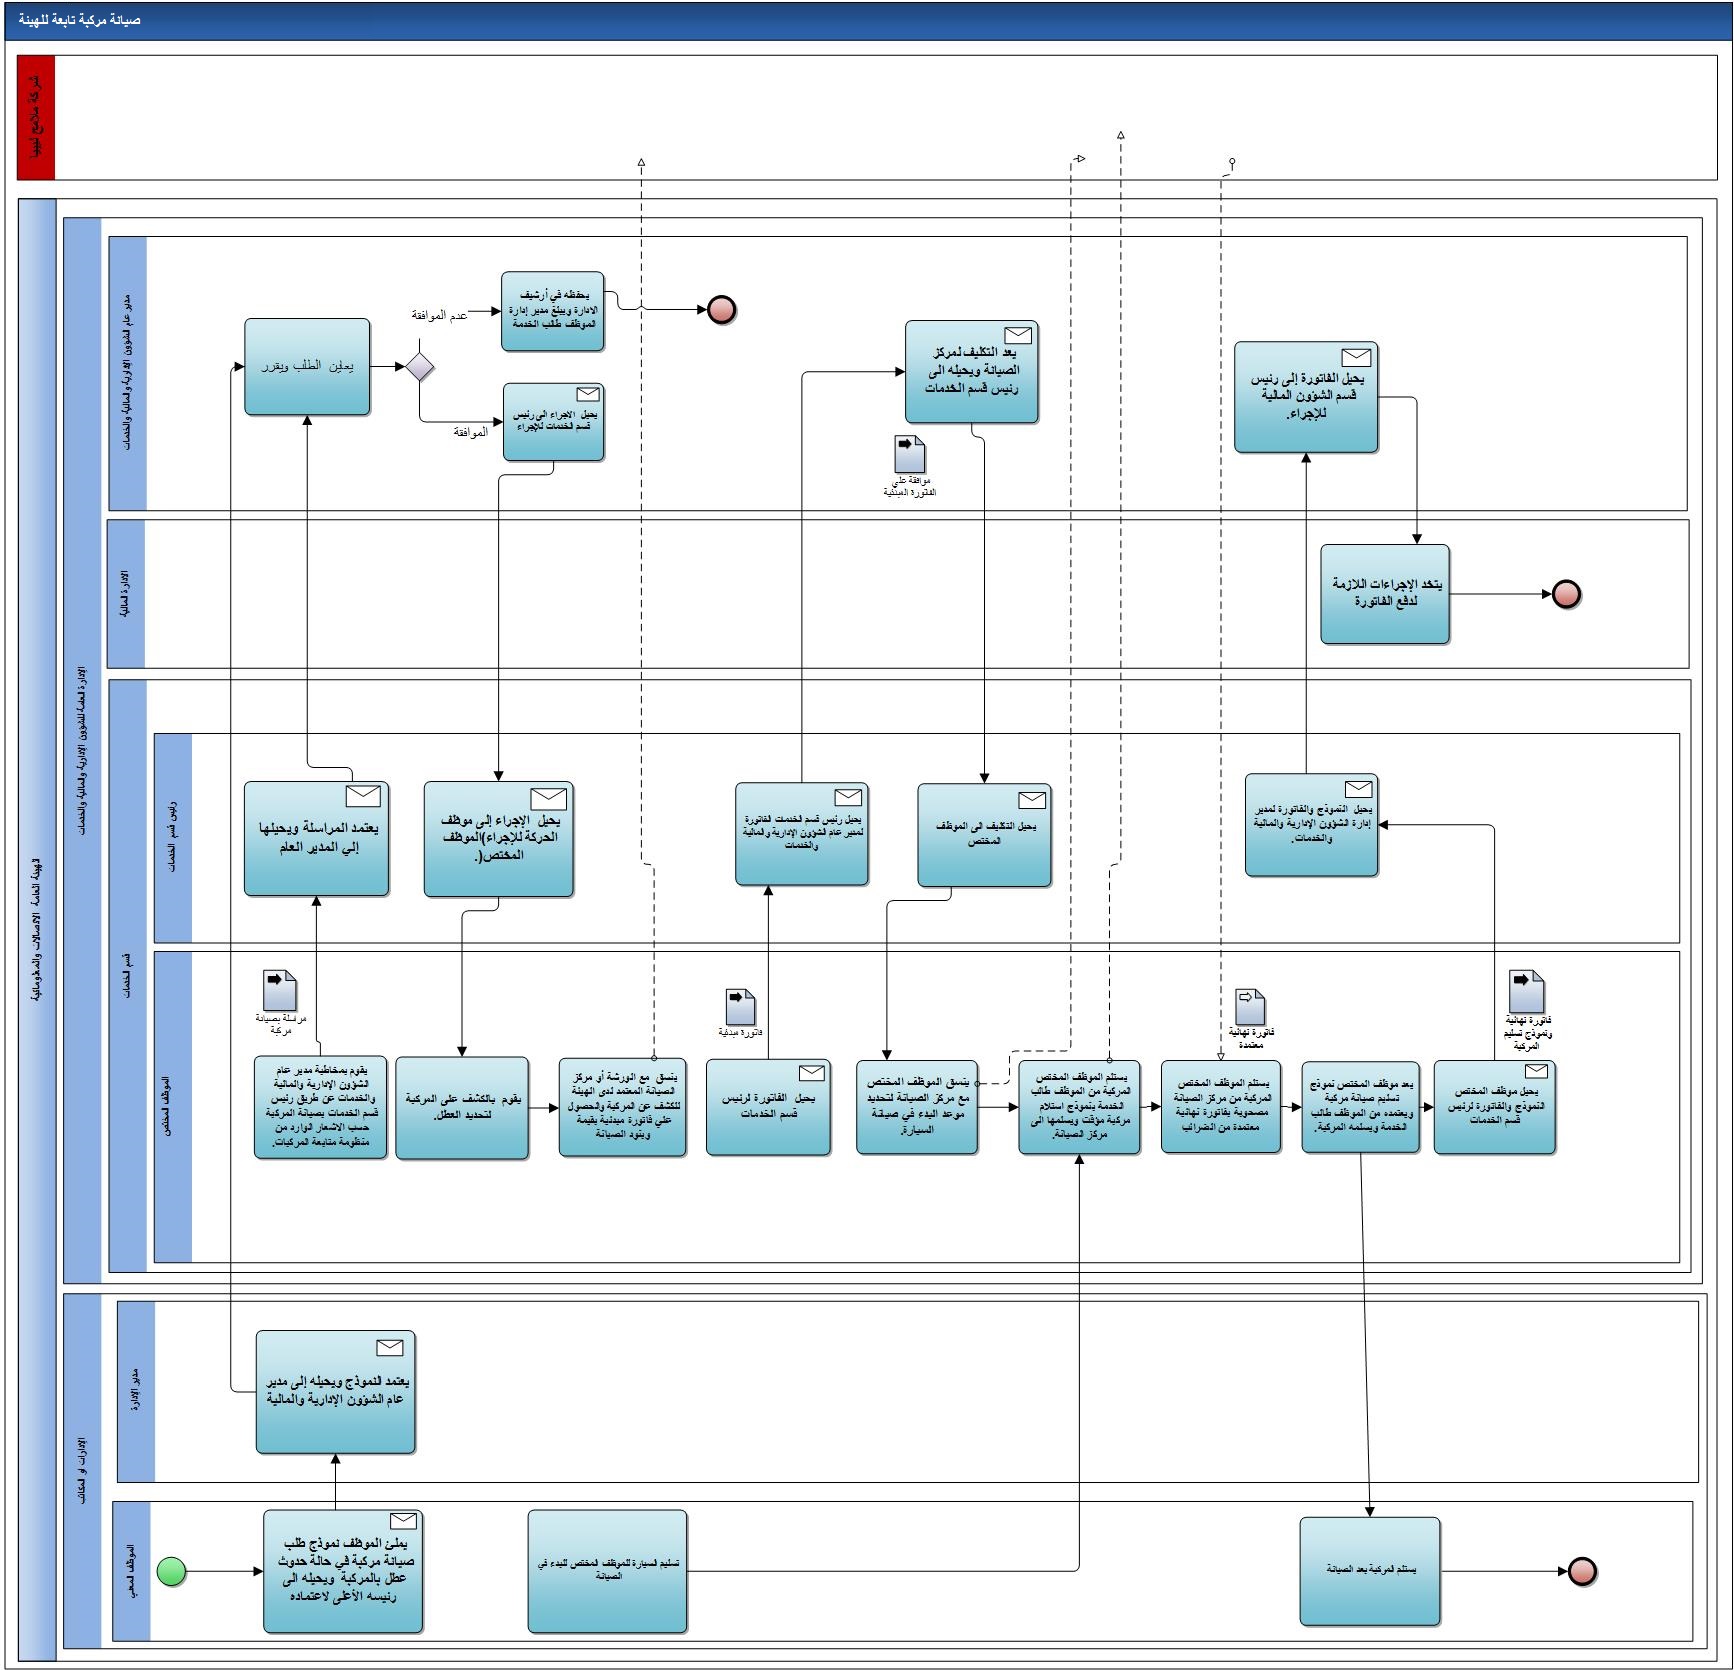 صيانة مركبة تابعة للهيئة
شركة ملامح ليبيا
الهيئة العامة للاتصالات والمعلوماتية
الإدارة العامة للشؤون الإدارية والمالية والخدمات
مدير عام الشؤون الإدارية والمالية والخدمات
يعاين الطلب ويقرر
عدم الموافقة
الموافقة
يحفظه في أرشيف
الادارة ويبلغ مدير إدارة
الموظف طالب الخدمة
يحيل الاجراء الى رئيس
قسم الخدمات للإجراء
يعد التكليف لمركز
الصيانة ويحيله الى
رئيس قسم الخدمات
موافقة علي
الفاتورة المبدئية
يحيل الفاتورة إلى رئيس
قسم الشؤون المالية
للإجراء.
الإدارة المالية
يتخد الإجراءات اللازمة
لدفع الفاتورة
قسم الخدمات
رئيس قسم الخدمات
يعتمد المراسلة ويحيلها
إلي المدير العام
يحيل الإجراء إلى موظف
الحركة للإجراء)الموظف
المختص(.
يحيل رئيس قسم الخدمات الفاتورة
لمدير عام الشؤون الإدارية والمالية
والخدمات
يحيل التكليف الى الموظف
المختص
يحيل النموذج والفاتورة لمدير
إدارة الشؤون الإدارية والمالية
والخدمات.
الموظف المختص
مراسلة بصيانة
مركبة
يقوم بمخاطبة مدير عام
الشؤون الإدارية والمالية
والخدمات عن طريق رئيس
قسم الخدمات بصيانة المركبة
حسب الاشعار الوارد من
منظومة متابعة المركبات.
يقوم بالكشف على المركبة
لتحديد العطل.
ينسق مع الورشة أو مركز
الصيانة المعتمد لدى الهيئة
للكشف عن المركبة والحصول
علي فاتورة مبدئية بقيمة
وبنود الصيانة
فاتورة مبدئية
يحيل الفاتورة لرئيس
قسم الخدمات
ينسق الموظف المختص
مع مركز الصيانة لتحديد
موعد البدء في صيانة
السيارة.
يستلم الموظف المختص
المركبة من الموظف طالب
الخدمة بنموذج استلام
مركبة مؤقت ويسلمها الى
مركز الصيانة.
فاتورة نهائية
معتمدة
يستلم الموظف المختص
المركبة من مركز الصيانة
مصحوبة بفاتورة نهائية
معتمدة من الضرائب
يعد موظف المختص نموذج
تسليم صيانة مركبة
ويعتمده من الموظف طالب
الخدمة ويسلمه المركبة.
فاتورة نهائية
ونموذج تسليم
المركبة
يحيل موظف المختص
النموذج والفاتورة لرئيس
قسم الخدمات
الإدارات او المكاتب
مدير الإدارة
يعتمد النموذج ويحيله إلى مدير
عام الشؤون الإدارية والمالية
الموظف المعني
يملئ الموظف نموذج طلب
صيانة مركبة في حالة حدوث
عطل بالمركبة ويحيله الى
رئيسه الأعلى لاعتماده
تسليم السيارة للموظف المختص للبدء في
الصيانة
يستلم المركبة بعد الصيانة